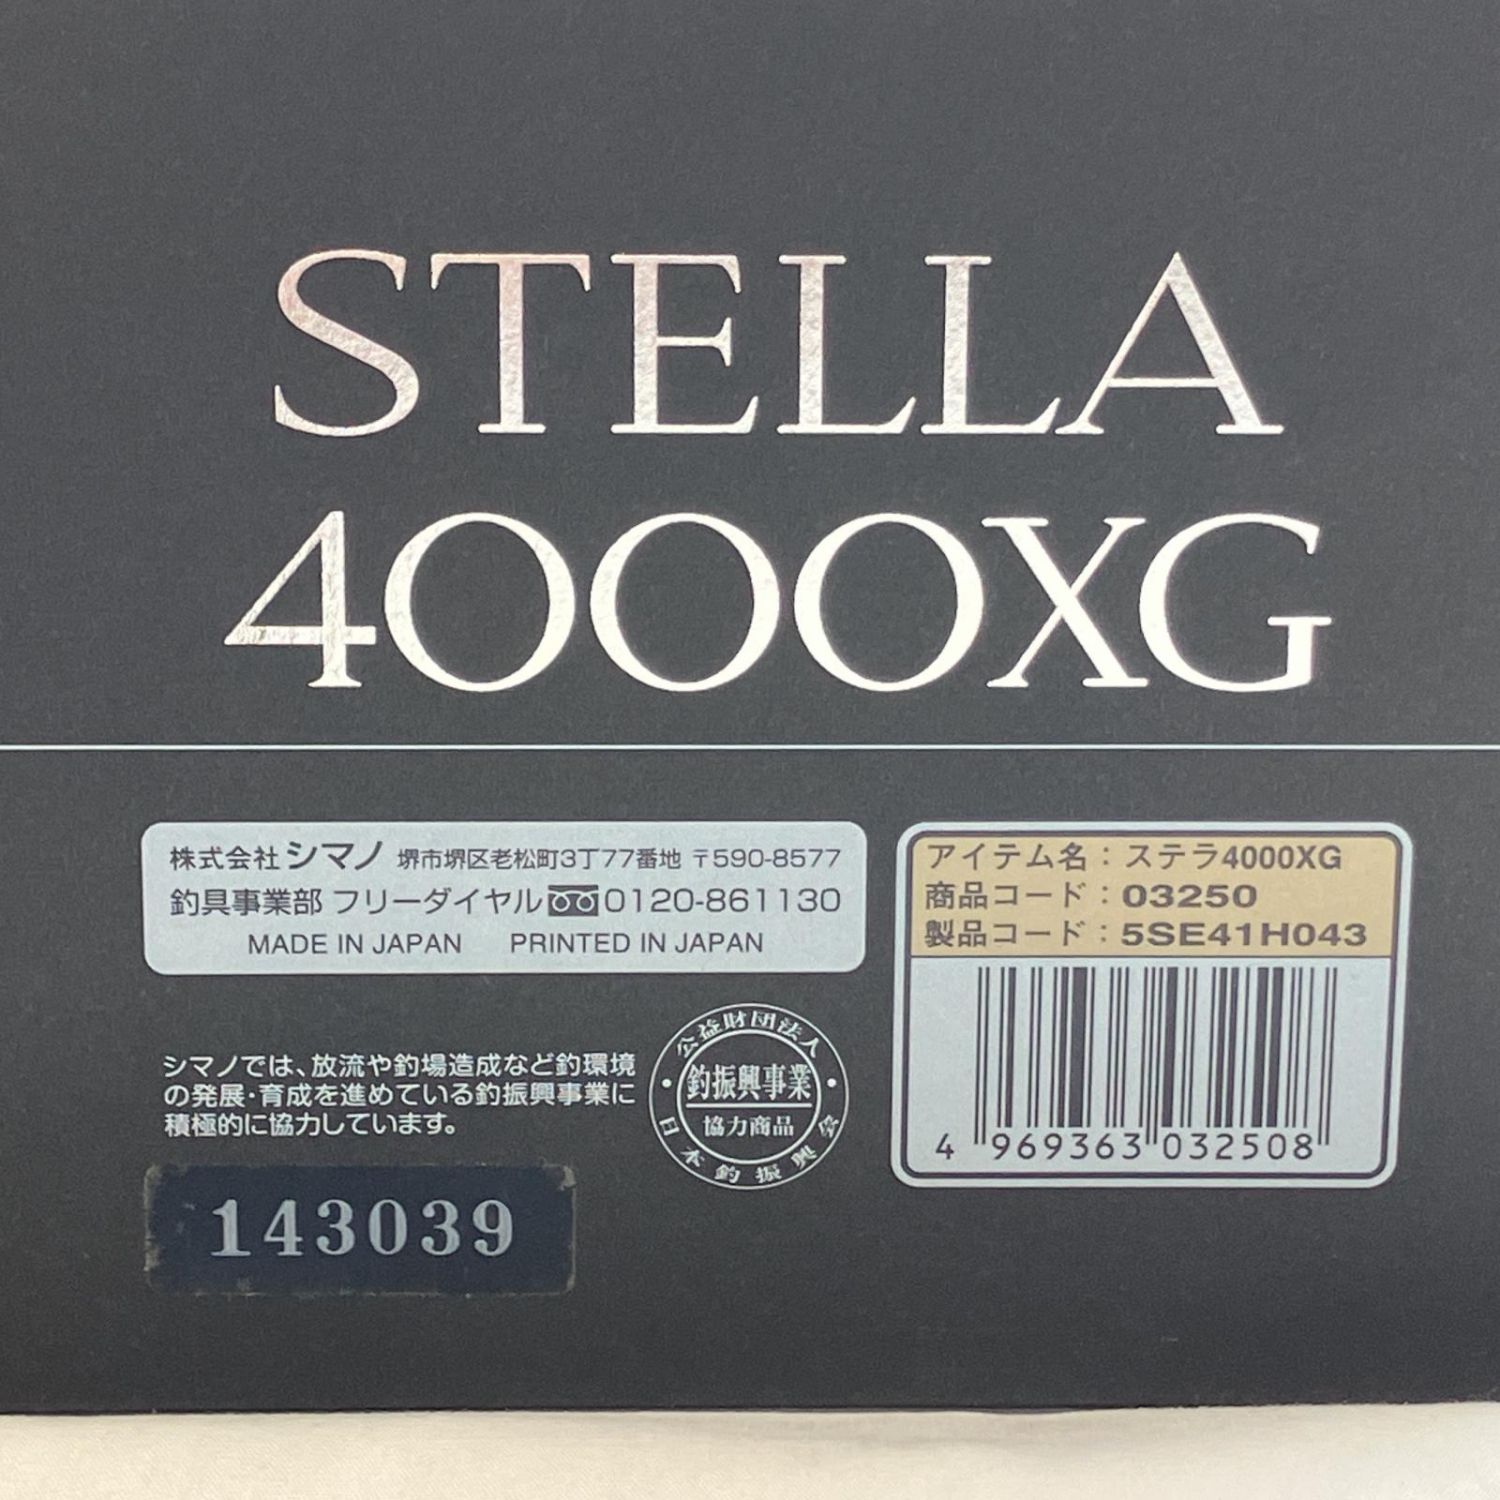 STELLA
4000XG
株式会社 シマノ 堺市堺区老松町3丁77番地 〒590-8577
釣具事業部 フリーダイヤル 0120-861130
MADE IN JAPAN PRINTED IN JAPAN
アイテム名：ステラ4000XG
商品コード：03250
製品コード：5SE41H043
4 969363 032508
シマノでは、放流や釣場造成など釣環境
の発展・育成を進めている釣振興事業に
積極的に協力しています。
公益財団法人
釣振興事業
協力商品
日本釣振興会
143039